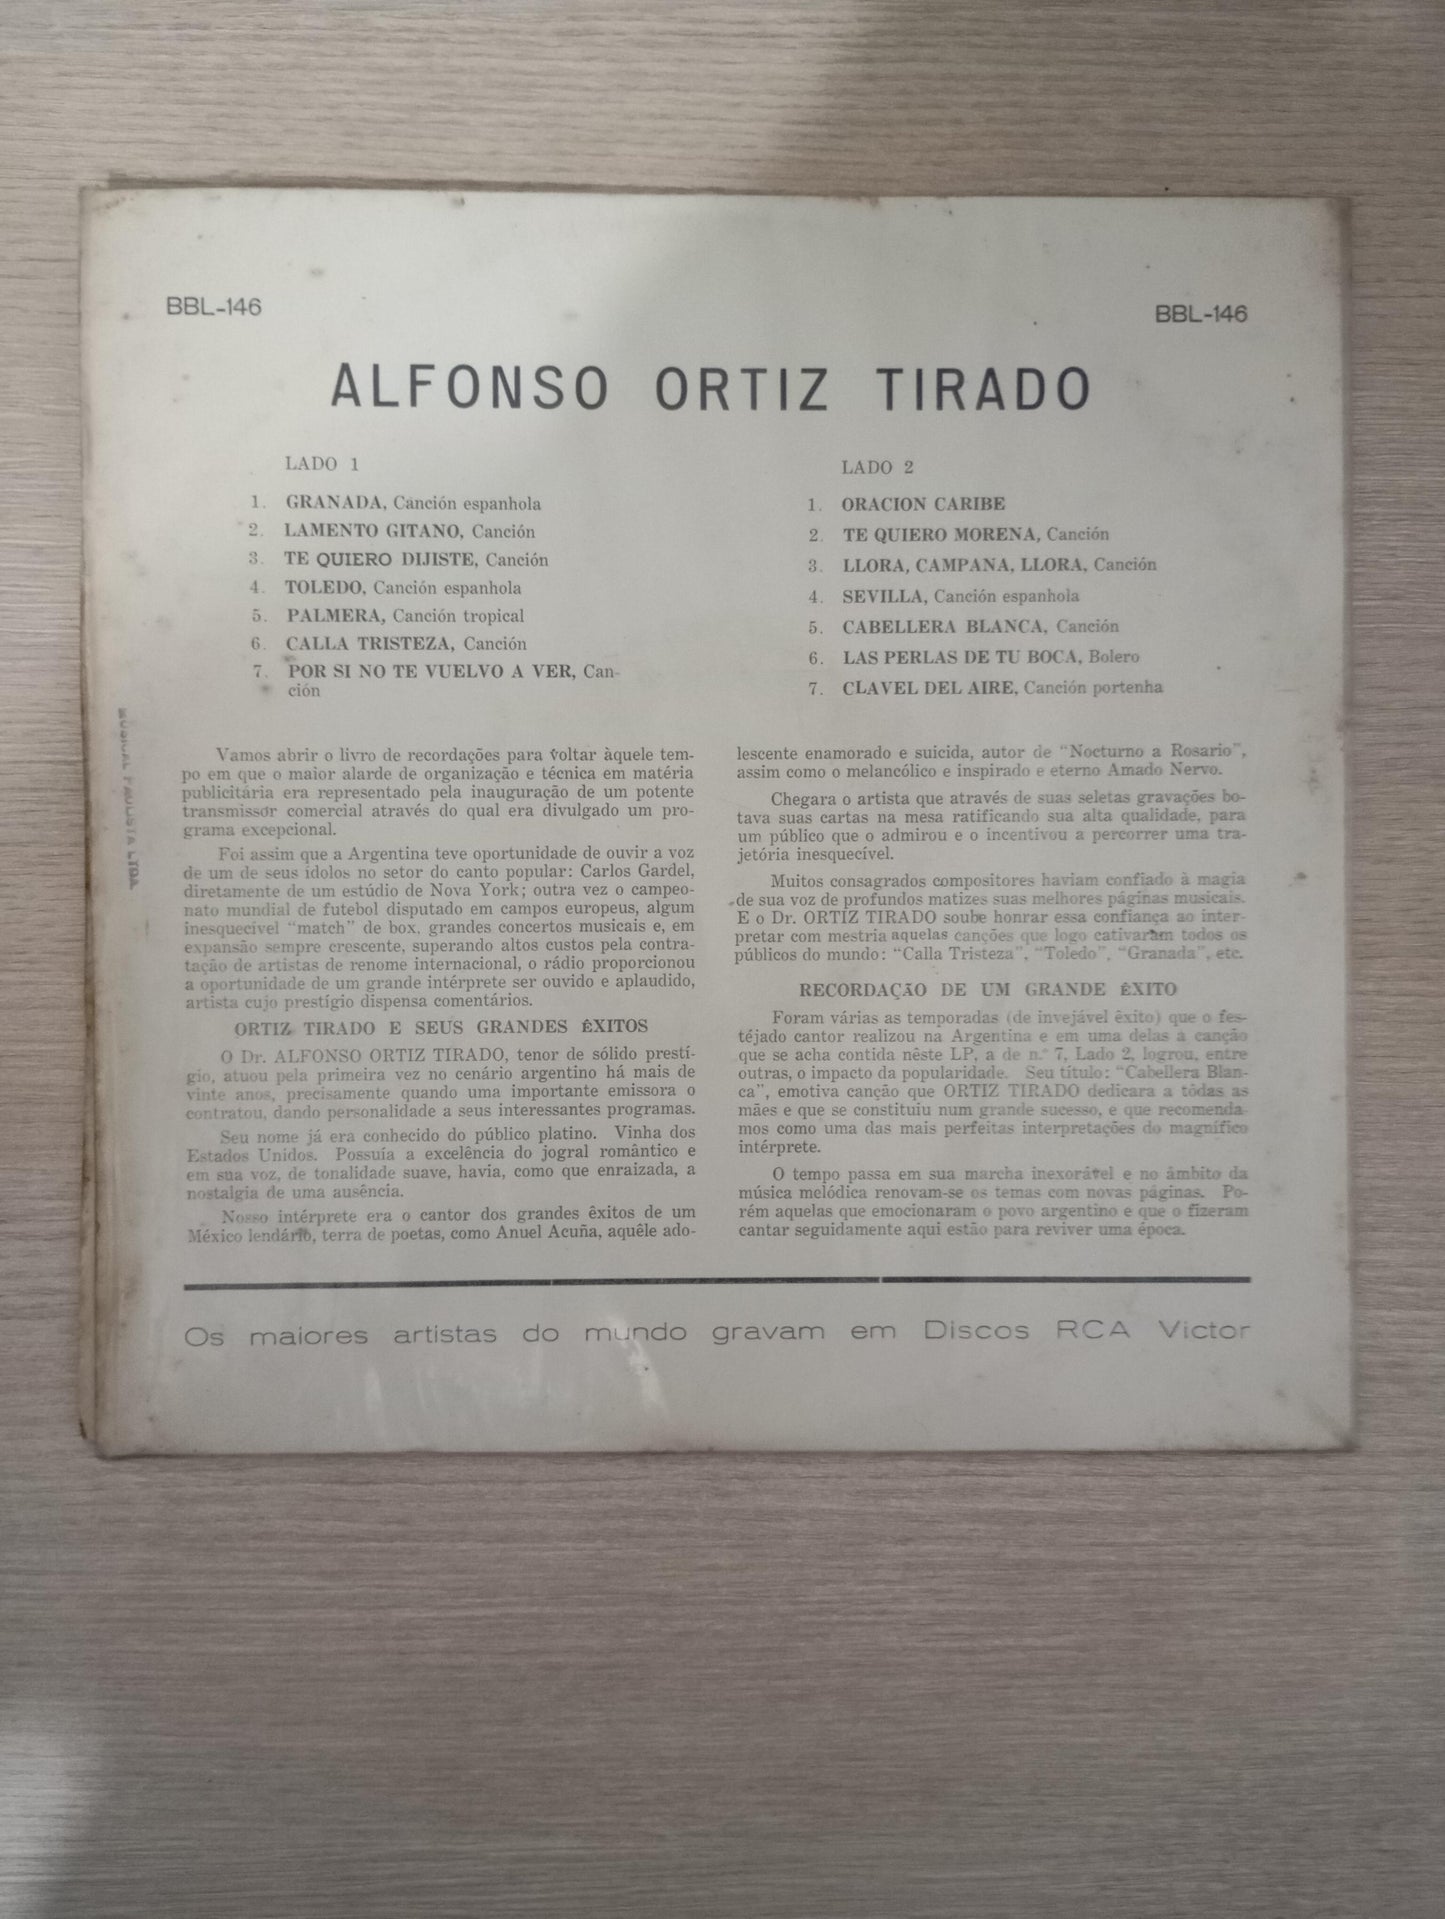 BBL-146
BBL-146
ALFONSO ORTIZ TIRADO
LADO 1
1. GRANADA, Canción espanhola
2. LAMENTO GITANO, Canción
3. TE QUIERO DIJISTE, Canción
4. TOLEDO, Canción espanhola
5. PALMERA, Canción tropical
6. CALLA TRISTEZA, Canción
7. POR SI NO TE VUELVO A VER, Can-
ción
LADO 2
1. ORACION CARIBE
2. TE QUIERO MORENA, Canción
3. LLORA, CAMPANA, LLORA, Canción
4. SEVILLA, Canción espanhola
5. CABELLERA BLANCA, Canción
6. LAS PERLAS DE TU BOCA, Bolero
7. CLAVEL DEL AIRE, Canción portenha
MUSICAL PAULISTA LTDA.
Vamos abrir o livro de recordações para voltar àquele tem-
po em que o maior alarde de organização e técnica em matéria
publicitária era representado pela inauguração de um potente
transmissor comercial através do qual era divulgado um pro-
grama excepcional.
Foi assim que a Argentina teve oportunidade de ouvir a voz
de um de seus ídolos no setor do canto popular: Carlos Gardel,
diretamente de um estúdio de Nova York; outra vez o campeo-
nato mundial de futebol disputado em campos europeus, algum
inesquecível "match" de box, grandes concertos musicais e, em
expansão sempre crescente, superando altos custos pela contra-
tação de artistas de renome internacional, o rádio proporcionou
a oportunidade de um grande intérprete ser ouvido e aplaudido,
artista cujo prestígio dispensa comentários.
ORTIZ TIRADO E SEUS GRANDES ÊXITOS
O Dr. ALFONSO ORTIZ TIRADO, tenor de sólido prestí-
gio, atuou pela primeira vez no cenário argentino há mais de
vinte anos, precisamente quando uma importante emissora o
contratou, dando personalidade a seus interessantes programas.
Seu nome já era conhecido do público platino. Vinha dos
Estados Unidos. Possuía a excelência do jogral romântico e
em sua voz, de tonalidade suave, havia, como que enraizada, a
nostalgia de uma ausência.
Nosso intérprete era o cantor dos grandes êxitos de um
México lendário, terra de poetas, como Anuel Acuña, aquêle ado-
lescente enamorado e suicida, autor de "Nocturno a Rosario",
assim como o melancólico e inspirado e eterno Amado Nervo.
Chegara o artista que através de suas seletas gravações bo-
tava suas cartas na mesa ratificando sua alta qualidade, para
um público que o admirou e o incentivou a percorrer uma tra-
jetória inesquecível.
Muitos consagrados compositores haviam confiado à magia
de sua voz de profundos matizes suas melhores páginas musicais.
E o Dr. ORTIZ TIRADO soube honrar essa confiança ao inter-
pretar com mestria aquelas canções que logo cativaram todos os
públicos do mundo: "Calla Tristeza", "Toledo", "Granada", etc.
RECORDAÇÃO DE UM GRANDE ÊXITO
Foram várias as temporadas (de invejável êxito) que o fes-
téjado cantor realizou na Argentina e em uma delas a canção
que se acha contida nêste LP, a de n.º 7, Lado 2, logrou, entre
outras, o impacto da popularidade. Seu título: "Cabellera Blan-
ca", emotiva canção que ORTIZ TIRADO dedicara a tôdas as
mães e que se constituiu num grande sucesso, e que recomenda-
mos como uma das mais perfeitas interpretações do magnífico
intérprete.
O tempo passa em sua marcha inexorável e no âmbito da
música melódica renovam-se os temas com novas páginas. Po-
rém aquelas que emocionaram o povo argentino e que o fizeram
cantar seguidamente aqui estão para reviver uma época.
Os maiores artistas do mundo gravam em Discos RCA Victor